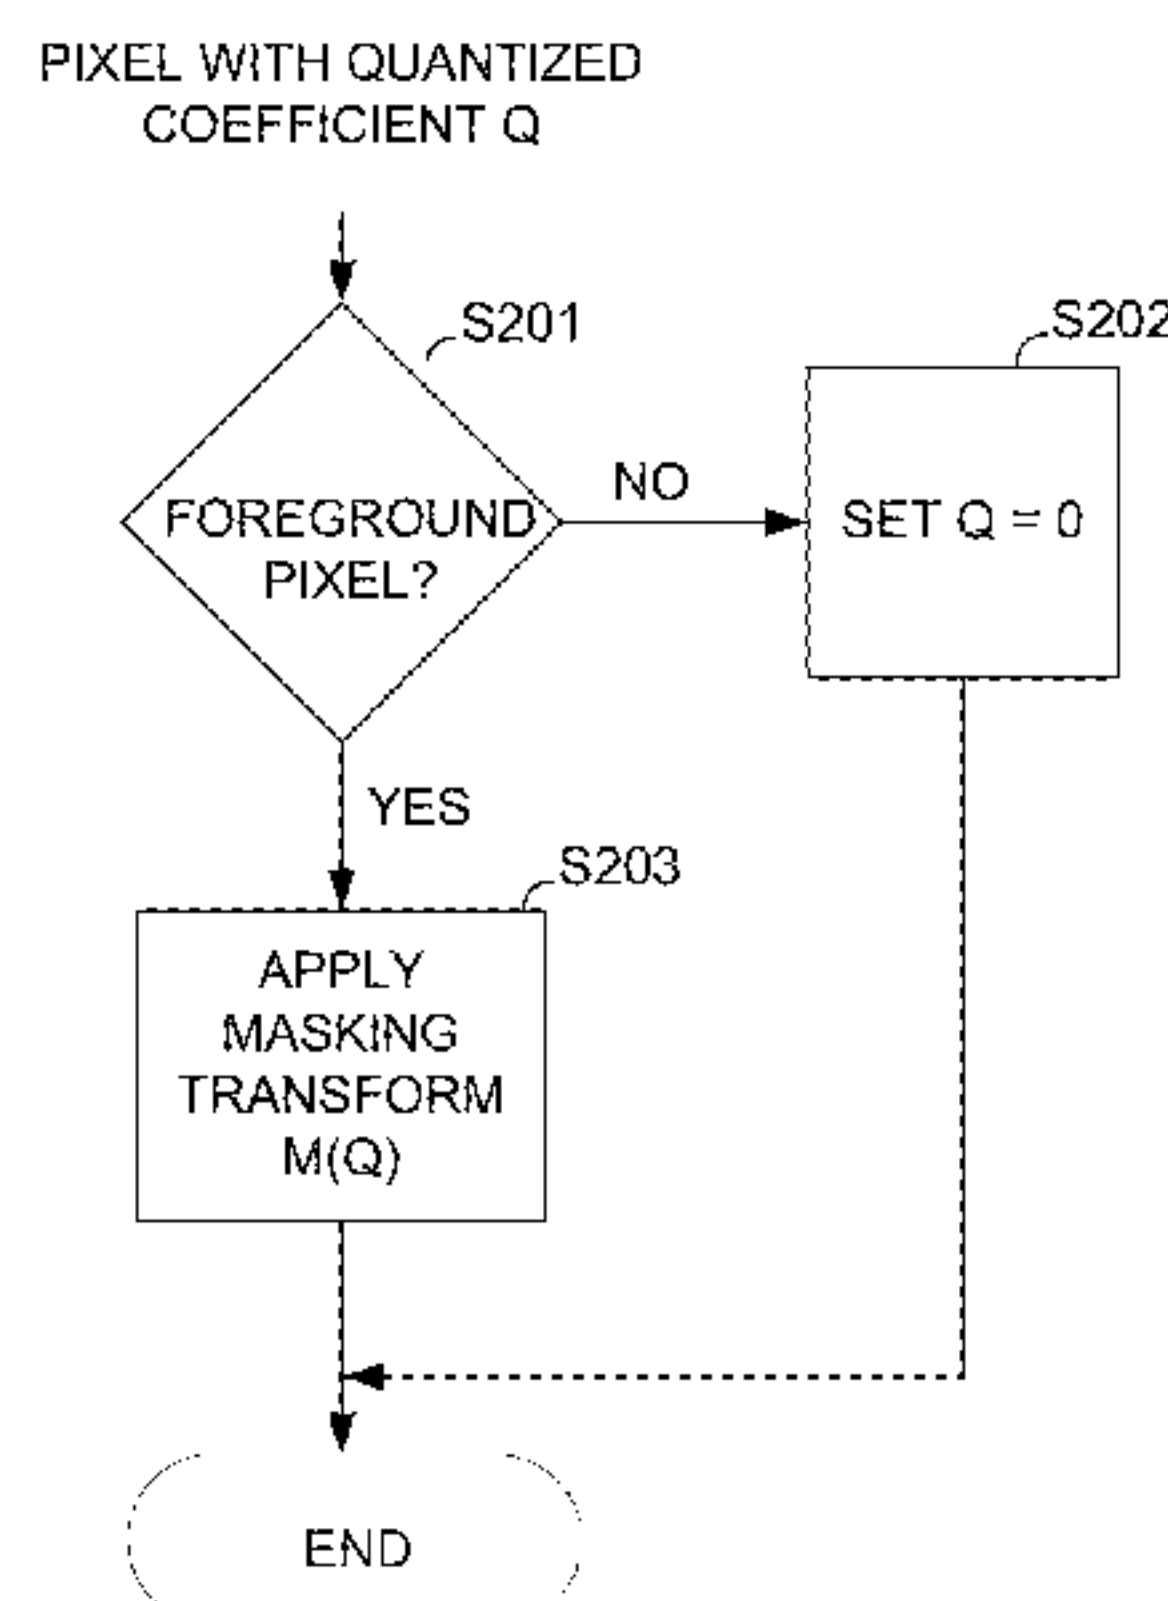 PIXEL WITH QUANTIZED
COEFFICIENT Q
S201
S202
FOREGROUND
PIXEL?
NO
SET Q = 0
YES
S203
APPLY
MASKING
TRANSFORM
M(Q)
END